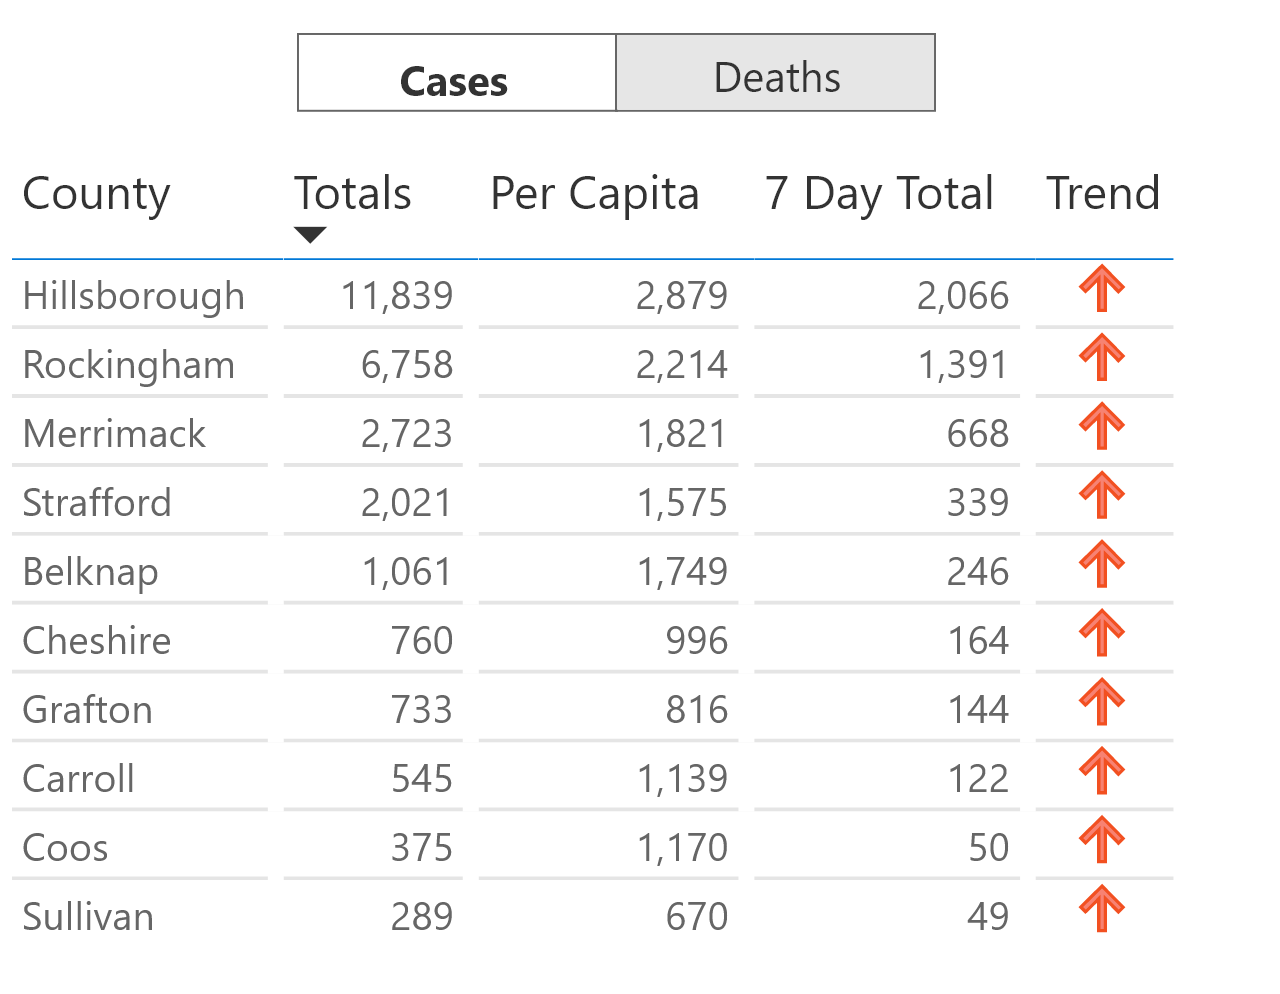 Cases Deaths
County Totals Per Capita 7 Day Total Trend
Hillsborough 11,839 2,879 2,066
Rockingham 6,758 2,214 1,391
Merrimack 2,723 1,821 668
Strafford 2,021 1,575 339
Belknap 1,061 1,749 246
Cheshire 760 996 164
Grafton 733 816 144
Carroll 545 1,139 122
Coos 375 1,170 50
Sullivan 289 670 49